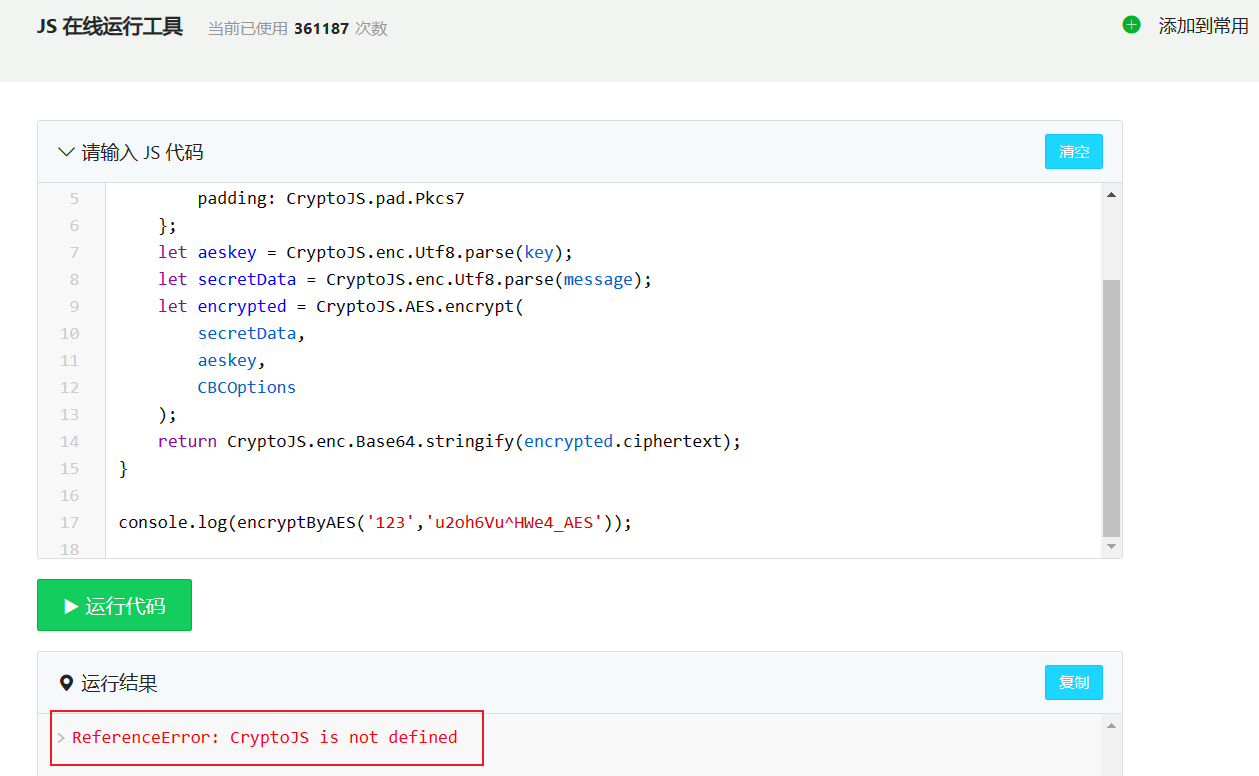 JS 在线运行工具 当前已使用 361187 次数 添加到常用
请输入 JS 代码 清空
5 padding: CryptoJS.pad.Pkcs7
6 };
7 let aeskey = CryptoJS.enc.Utf8.parse(key);
8 let secretData = CryptoJS.enc.Utf8.parse(message);
9 let encrypted = CryptoJS.AES.encrypt(
10 secretData,
11 aeskey,
12 CBCOptions
13 );
14 return CryptoJS.enc.Base64.stringify(encrypted.ciphertext);
15 }
16
17 console.log(encryptByAES('123','u2oh6Vu^HWe4_AES'));
18
运行代码
运行结果 复制
> ReferenceError: CryptoJS is not defined